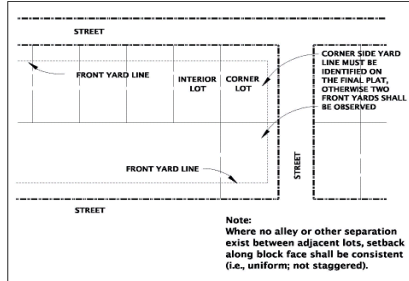 STREET
FRONT YARD LINE
INTERIOR
LOT
CORNER
LOT
CORNER SIDE YARD
LINE MUST BE
IDENTIFIED ON
THE FINAL PLAT,
OTHERWISE TWO
FRONT YARDS SHALL
BE OBSERVED
FRONT YARD LINE
STREET
STREET
Note:
Where no alley or other separation
exist between adjacent lots, setback
along block face shall be consistent
(i.e., uniform; not staggered).